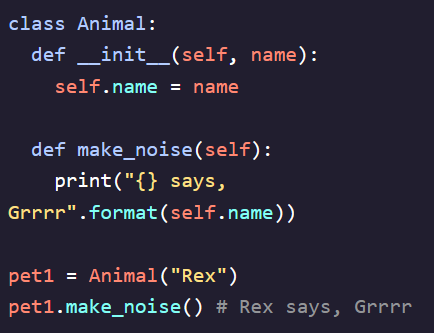 class Animal:
  def __init__(self, name):
    self.name = name

  def make_noise(self):
    print("{} says,
Grrrr".format(self.name))

pet1 = Animal("Rex")
pet1.make_noise() # Rex says, Grrrr